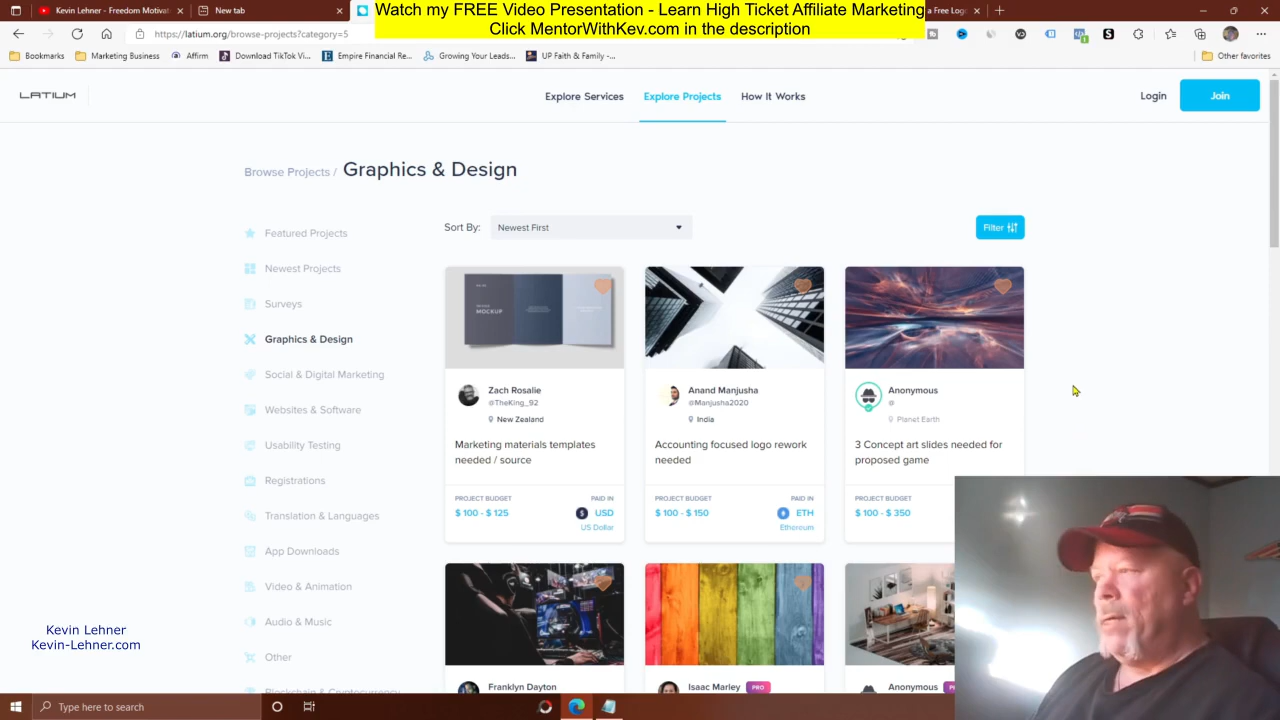 Kevin Lehner - Freedom Motivat
New tab
a Free Loc
Watch my FREE Video Presentation - Learn High Ticket Affiliate Marketing
Click MentorWithKev.com in the description
https://latium.org/browse-projects?category=5
Bookmarks
Marketing Business
Affirm
Download TikTok Vi...
Empire Financial Re...
Growing Your Leads...
UP Faith & Family -...
Other favorites
LATIUM
Explore Services
Explore Projects
How It Works
Login
Join
Browse Projects / Graphics & Design
Sort By:
Newest First
Filter
Featured Projects
Newest Projects
Surveys
Graphics & Design
Social & Digital Marketing
Websites & Software
Usability Testing
Registrations
Translation & Languages
App Downloads
Video & Animation
Audio & Music
Other
Blockchain & Cryptocurrency
MOCKUP
Zach Rosalie
@TheKing_92
New Zealand
Marketing materials templates
needed / source
PROJECT BUDGET
PAID IN
$ 100 - $ 125
USD
US Dollar
Anand Manjusha
@Manjusha2020
India
Accounting focused logo rework
needed
PROJECT BUDGET
PAID IN
$ 100 - $ 150
ETH
Ethereum
Anonymous
@
Planet Earth
3 Concept art slides needed for
proposed game
PROJECT BUDGET
$ 100 - $ 350
Franklyn Dayton
Isaac Marley
PRO
Anonymous
Kevin Lehner
Kevin-Lehner.com
Type here to search